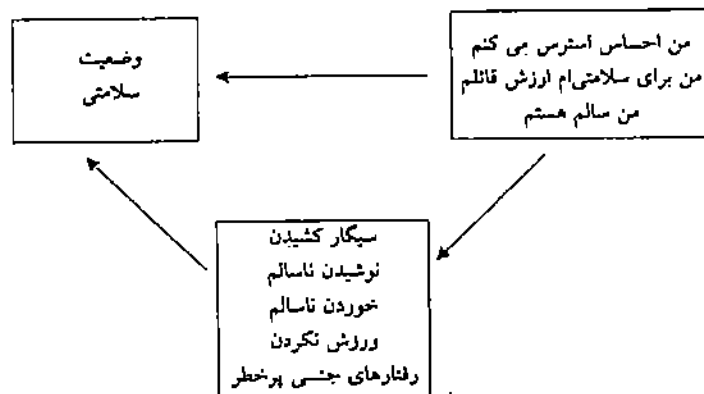 من احساس استرس می کنم
من برای سلامتی‌ام ارزش قائلم
من سالم هستم
وضعیت
سلامتی
سیگار کشیدن
نوشیدن ناسالم
خوردن ناسالم
ورزش نکردن
رفتارهای جنسی پرخطر